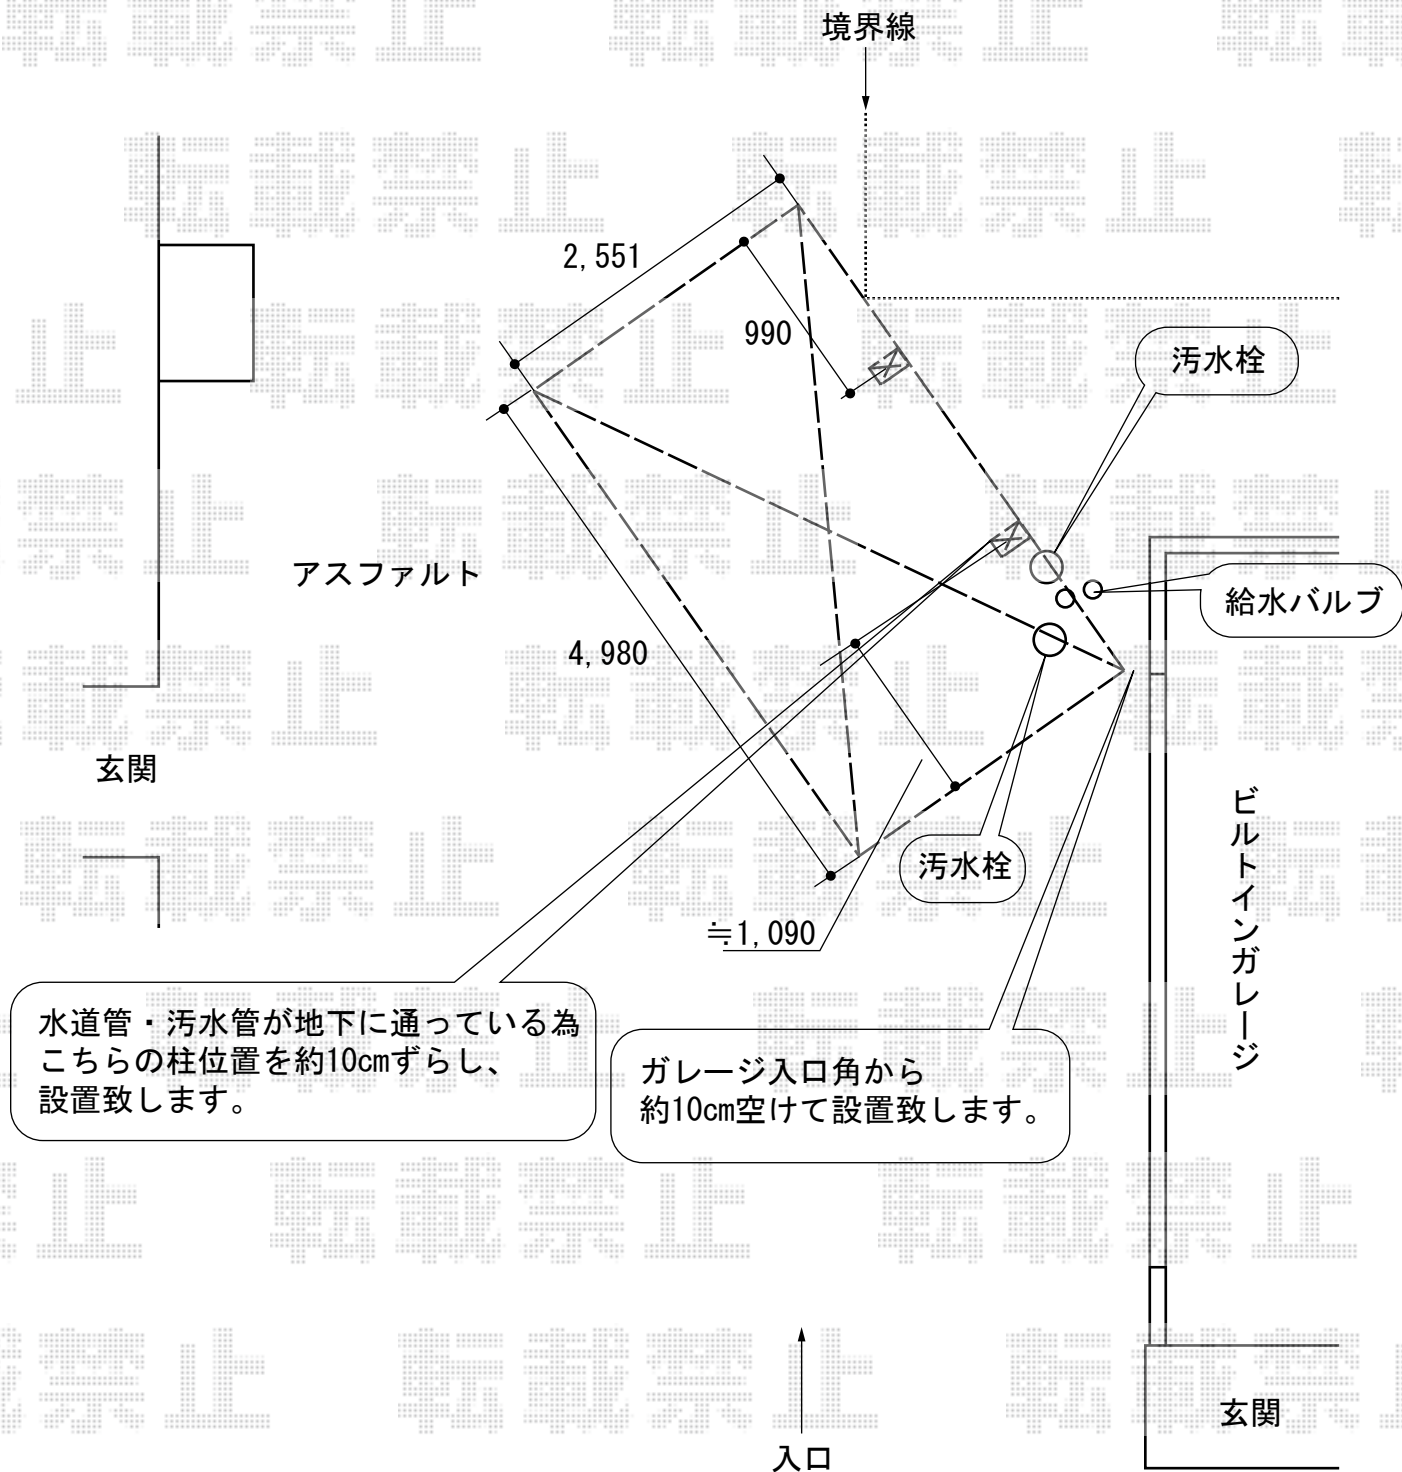 転載禁止
境界線
2,551
990
汚水栓
アスファルト
給水バルブ
4,980
玄関
ビルトインガレージ
汚水栓
≒1,090
水道管・汚水管が地下に通っている為
こちらの柱位置を約10cmずらし、
設置致します。
ガレージ入口角から
約10cm空けて設置致します。
玄関
入口